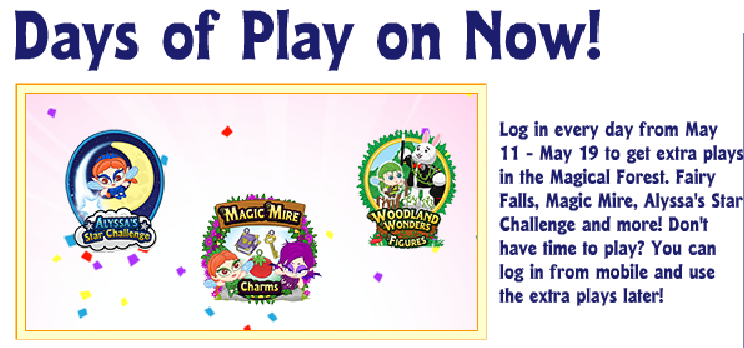 Days of Play on Now!
ALYSSA'S
Star Challenge
MAGIC MIRE
Charms
WOODLAND
WONDERS
FIGURES
Log in every day from May
11 - May 19 to get extra plays
in the Magical Forest. Fairy
Falls, Magic Mire, Alyssa's Star
Challenge and more! Don't
have time to play? You can
log in from mobile and use
the extra plays later!